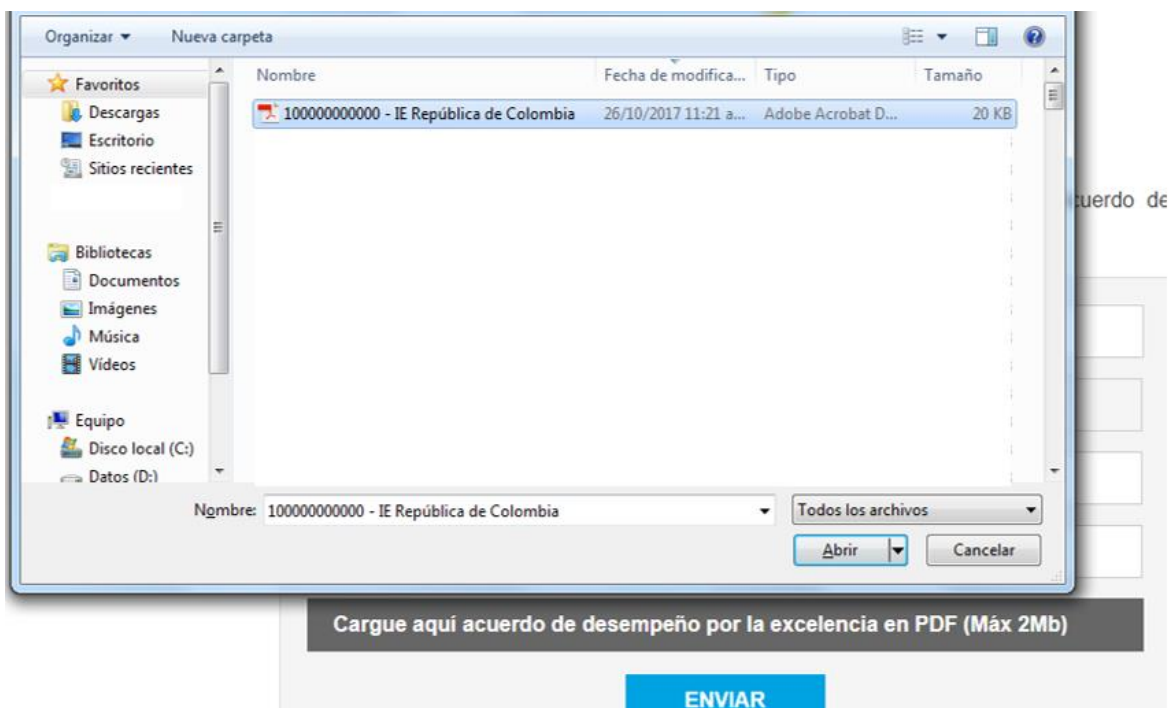 Organizar Nueva carpeta
Nombre Fecha de modifica... Tipo Tamaño
Favoritos
Descargas
Escritorio
Sitios recientes
Bibliotecas
Documentos
Imágenes
Música
Vídeos
Equipo
Disco local (C:)
Datos (D:)
100000000000 - IE República de Colombia 26/10/2017 11:21 a... Adobe Acrobat D... 20 KB
cuerdo de
Nombre: 100000000000 - IE República de Colombia Todos los archivos
Abrir Cancelar
Cargue aquí acuerdo de desempeño por la excelencia en PDF (Máx 2Mb)
ENVIAR